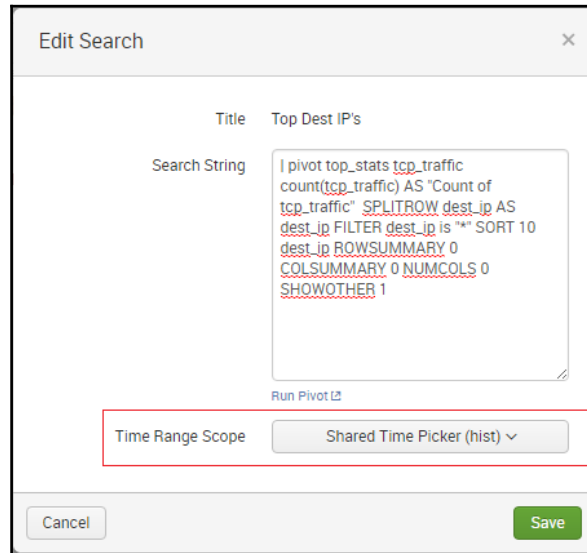 Edit Search
×
Title Top Dest IP's
Search String
| pivot top_stats tcp_traffic
count(tcp_traffic) AS "Count of
tcp_traffic"  SPLITROW dest_ip AS
dest_ip FILTER dest_ip is "*" SORT 10
dest_ip ROWSUMMARY 0
COLSUMMARY 0 NUMCOLS 0
SHOWOTHER 1
Run Pivot
Time Range Scope Shared Time Picker (hist)
Cancel Save